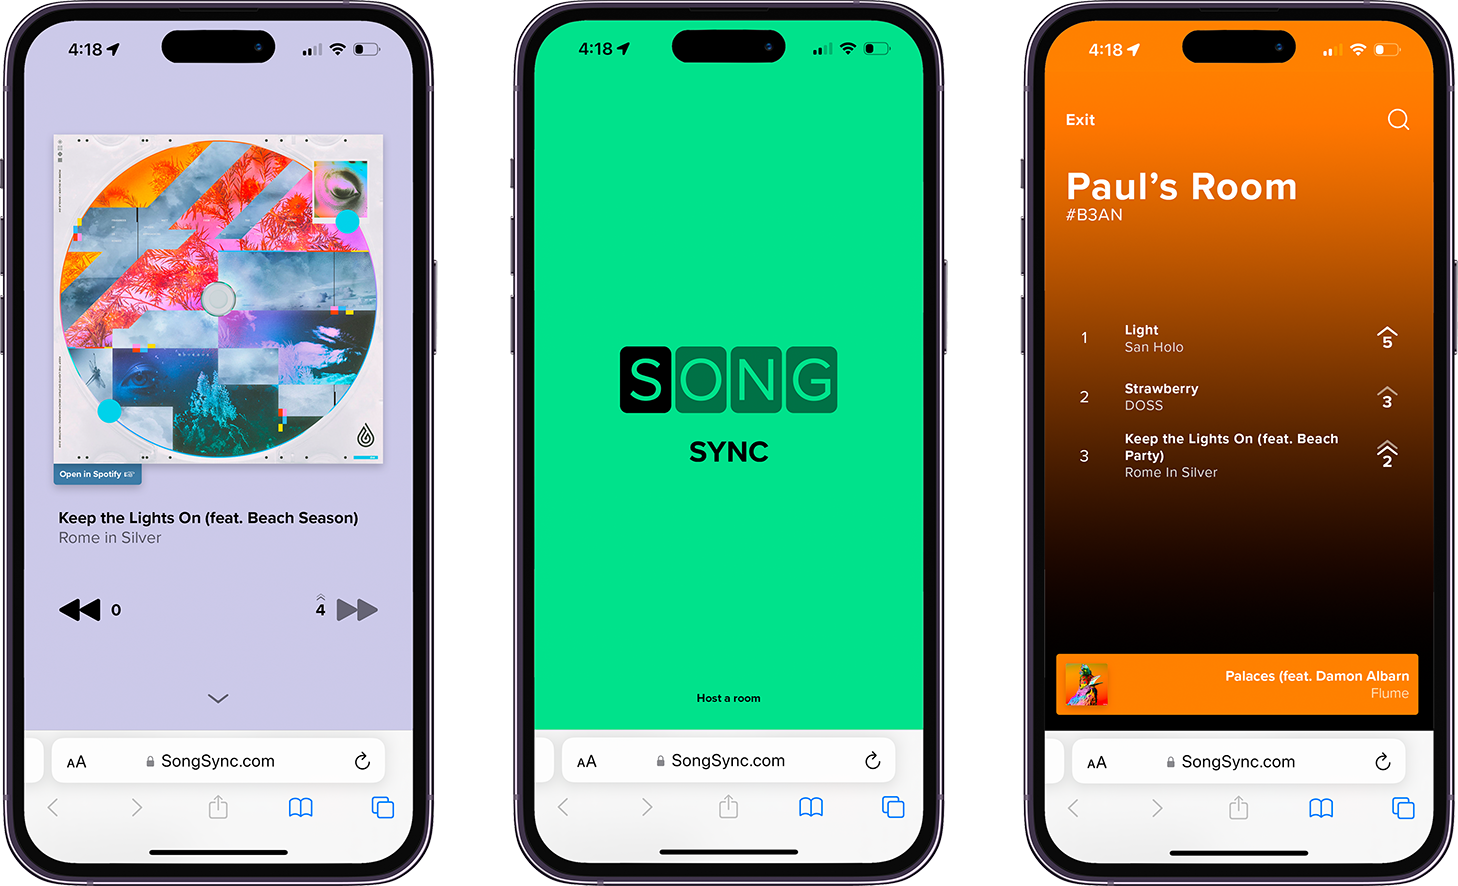 4:18
Open in Spotify
Keep the Lights On (feat. Beach Season)
Rome in Silver
0
4
AA
SongSync.com
4:18
SONG
SYNC
Host a room
AA
SongSync.com
4:18
Exit
Paul’s Room
#B3AN
1
Light
San Holo
5
2
Strawberry
DOSS
3
3
Keep the Lights On (feat. Beach
Party)
Rome In Silver
2
Palaces (feat. Damon Albarn
Flume
AA
SongSync.com